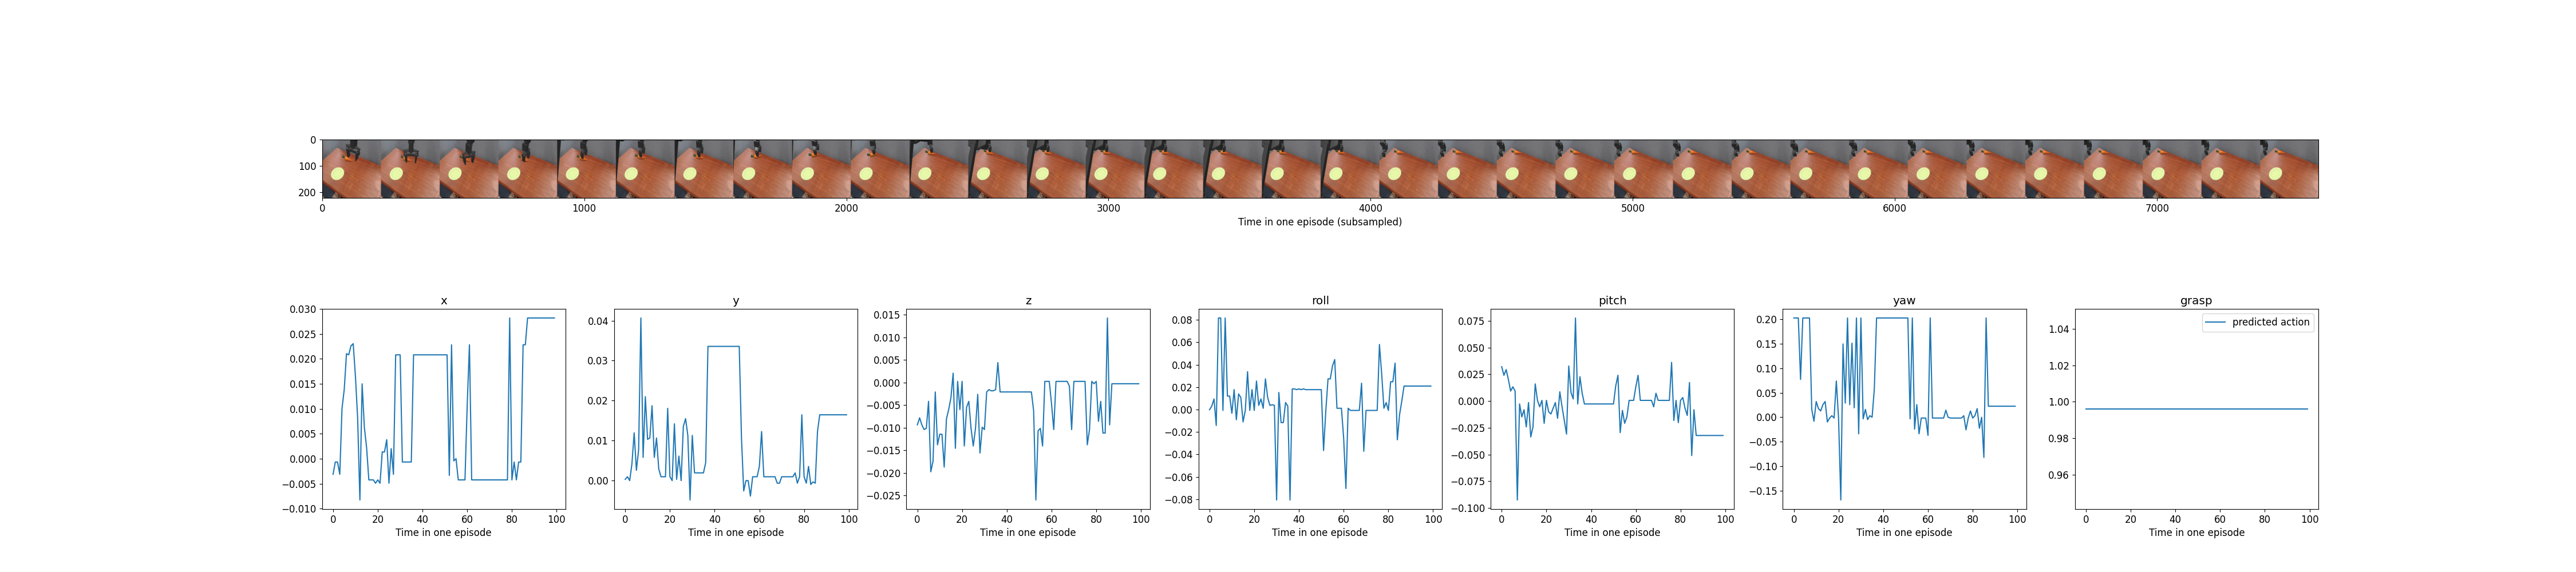 0
100
200
0 1000 2000 3000 4000 5000 6000 7000
Time in one episode (subsampled)
x
0.030
0.025
0.020
0.015
0.010
0.005
0.000
−0.005
−0.010
0 20 40 60 80 100
Time in one episode
y
0.04
0.03
0.02
0.01
0.00
0 20 40 60 80 100
Time in one episode
z
0.015
0.010
0.005
0.000
−0.005
−0.010
−0.015
−0.020
−0.025
0 20 40 60 80 100
Time in one episode
roll
0.08
0.06
0.04
0.02
0.00
−0.02
−0.04
−0.06
−0.08
0 20 40 60 80 100
Time in one episode
pitch
0.075
0.050
0.025
0.000
−0.025
−0.050
−0.075
−0.100
0 20 40 60 80 100
Time in one episode
yaw
0.20
0.15
0.10
0.05
0.00
−0.05
−0.10
−0.15
0 20 40 60 80 100
Time in one episode
grasp
predicted action
1.04
1.02
1.00
0.98
0.96
0 20 40 60 80 100
Time in one episode